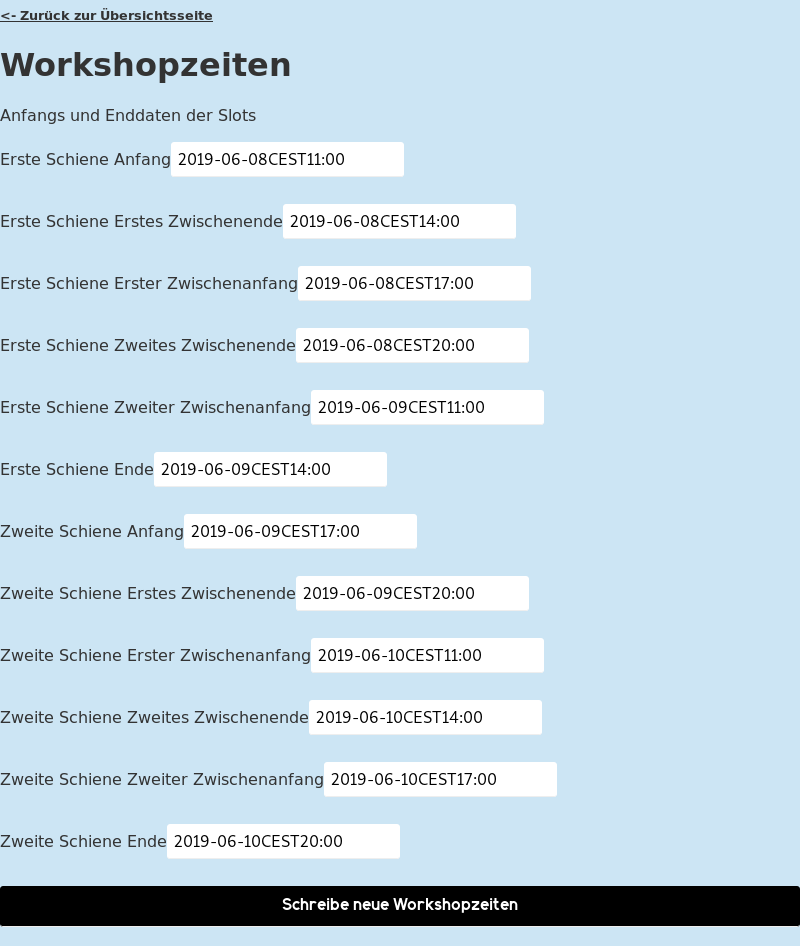 <- Zurück zur Übersichtsseite
Workshopzeiten
Anfangs und Enddaten der Slots
Erste Schiene Anfang 2019-06-08CEST11:00
Erste Schiene Erstes Zwischenende 2019-06-08CEST14:00
Erste Schiene Erster Zwischenanfang 2019-06-08CEST17:00
Erste Schiene Zweites Zwischenende 2019-06-08CEST20:00
Erste Schiene Zweiter Zwischenanfang 2019-06-09CEST11:00
Erste Schiene Ende 2019-06-09CEST14:00
Zweite Schiene Anfang 2019-06-09CEST17:00
Zweite Schiene Erstes Zwischenende 2019-06-09CEST20:00
Zweite Schiene Erster Zwischenanfang 2019-06-10CEST11:00
Zweite Schiene Zweites Zwischenende 2019-06-10CEST14:00
Zweite Schiene Zweiter Zwischenanfang 2019-06-10CEST17:00
Zweite Schiene Ende 2019-06-10CEST20:00
Schreibe neue Workshopzeiten